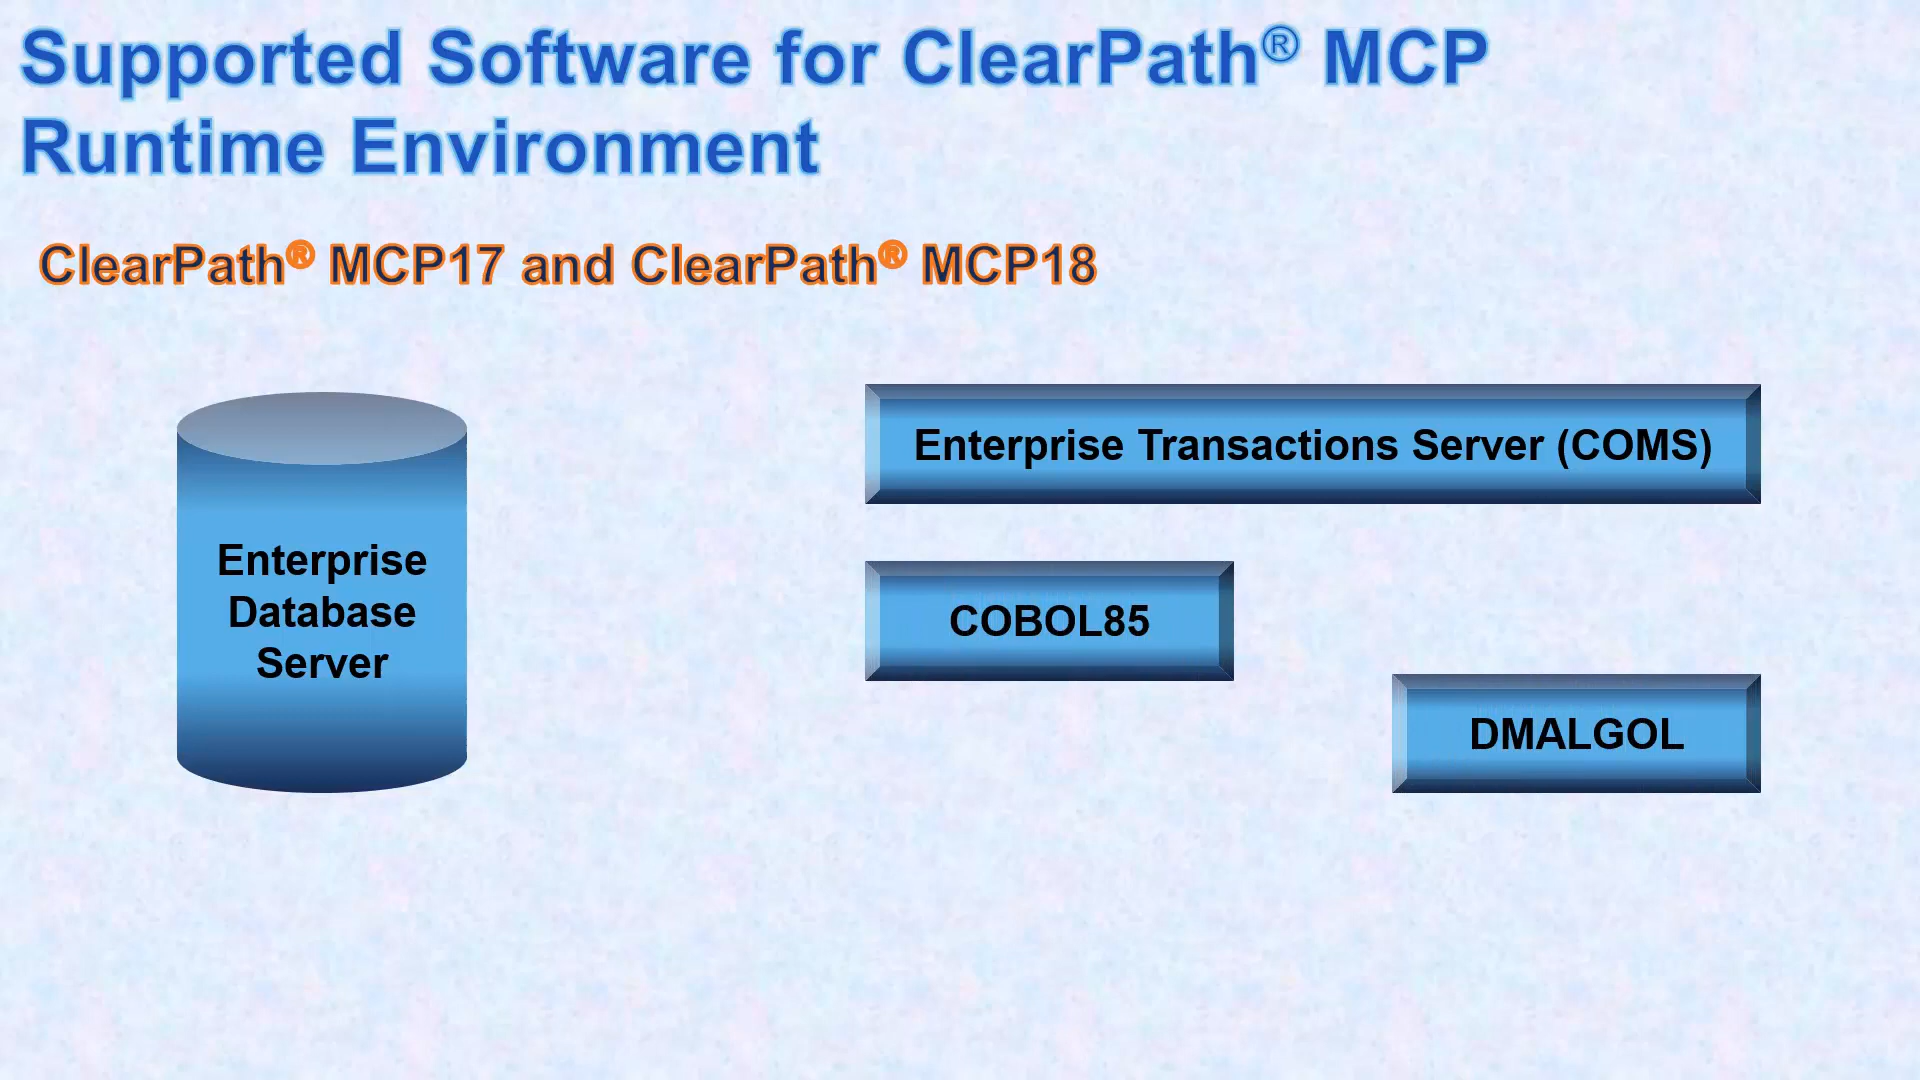 Supported Software for ClearPath® MCP
Runtime Environment
ClearPath® MCP17 and ClearPath® MCP18
Enterprise
Database
Server
Enterprise Transactions Server (COMS)
COBOL85
DMALGOL